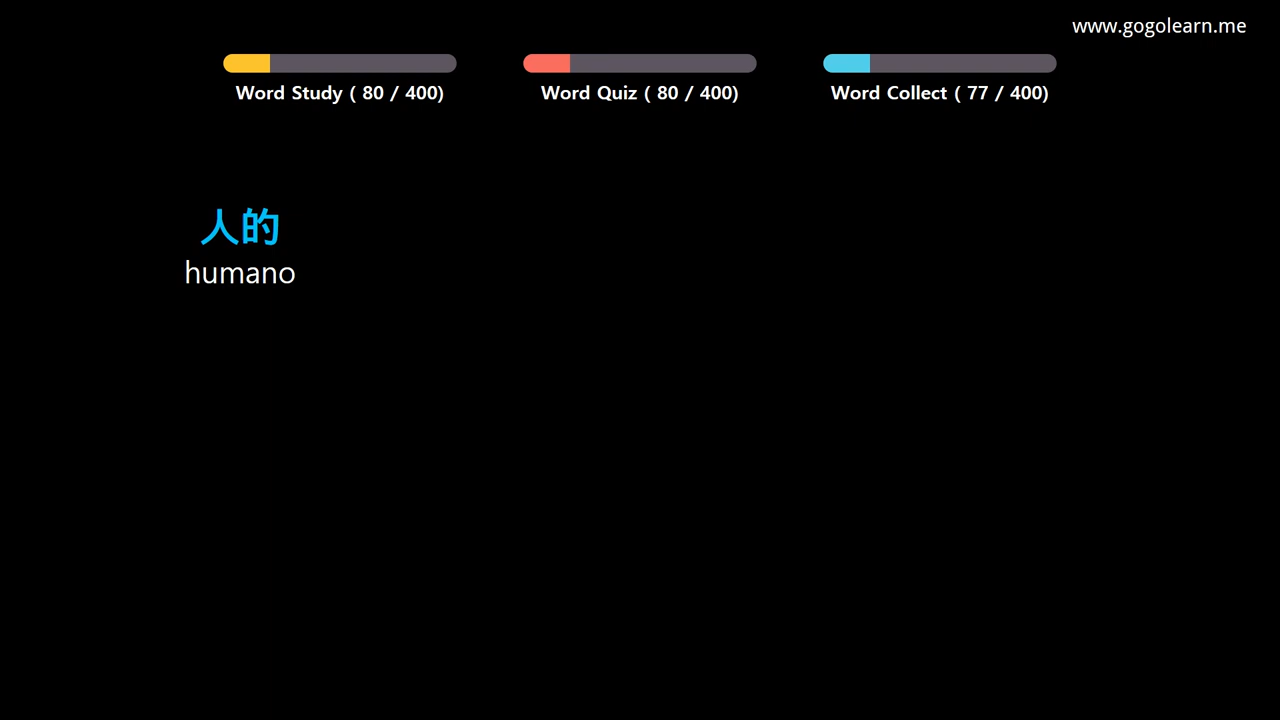 www.gogolearn.me
Word Study ( 80 / 400)
Word Quiz ( 80 / 400)
Word Collect ( 77 / 400)
人的
humano